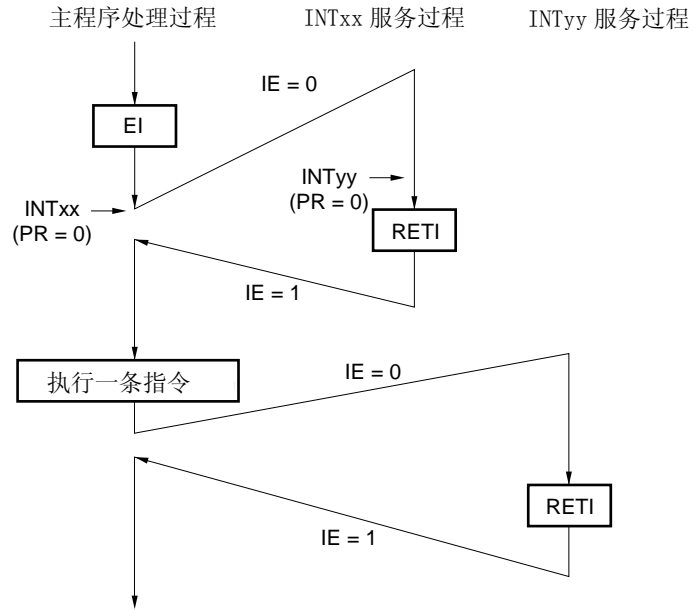 主程序处理过程
INTxx 服务过程
INTyy 服务过程
IE = 0
EI
INTyy
(PR = 0)
INTxx
(PR = 0)
RETI
IE = 1
执行一条指令
IE = 0
RETI
IE = 1